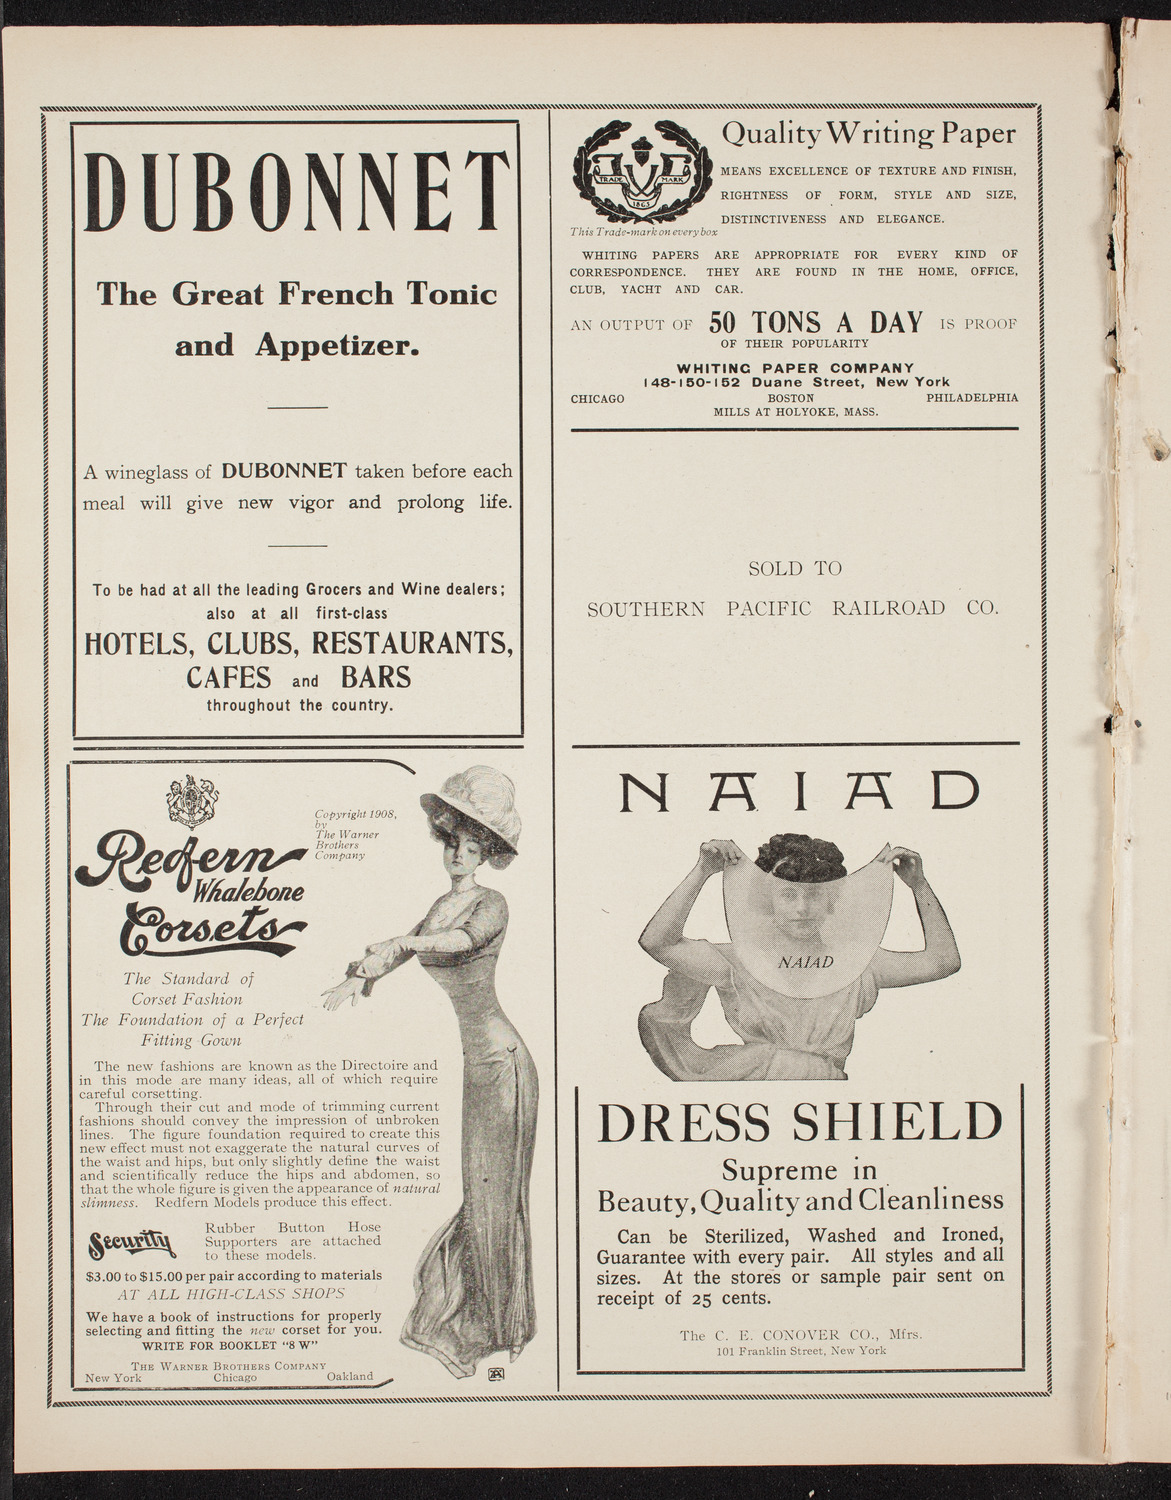 DUBONNET
The Great French Tonic
and Appetizer.
A wineglass of DUBONNET taken before each
meal will give new vigor and prolong life.
To be had at all the leading Grocers and Wine dealers;
also at all first-class
HOTELS, CLUBS, RESTAURANTS,
CAFES and BARS
throughout the country.
Redfern
Whalebone
Corsets
Copyright 1908,
by
The Warner
Brothers
Company
The Standard of
Corset Fashion
The Foundation of a Perfect
Fitting Gown
The new fashions are known as the Directoire and
in this mode are many ideas, all of which require
careful corsetting.
Through their cut and mode of trimming current
fashions should convey the impression of unbroken
lines. The figure foundation required to create this
new effect must not exaggerate the natural curves of
the waist and hips, but only slightly define the waist
and scientifically reduce the hips and abdomen, so
that the whole figure is given the appearance of natural
slimness. Redfern Models produce this effect.
Security
Rubber Button Hose
Supporters are attached
to these models.
$3.00 to $15.00 per pair according to materials
AT ALL HIGH-CLASS SHOPS
We have a book of instructions for properly
selecting and fitting the new corset for you.
WRITE FOR BOOKLET "8 W"
THE WARNER BROTHERS COMPANY
New York Chicago Oakland
TRADE MARK
1865
This Trade-mark on every box
Quality Writing Paper
MEANS EXCELLENCE OF TEXTURE AND FINISH,
RIGHTNESS OF FORM, STYLE AND SIZE,
DISTINCTIVENESS AND ELEGANCE.
WHITING PAPERS ARE APPROPRIATE FOR EVERY KIND OF
CORRESPONDENCE. THEY ARE FOUND IN THE HOME, OFFICE,
CLUB, YACHT AND CAR.
AN OUTPUT OF 50 TONS A DAY IS PROOF
OF THEIR POPULARITY
WHITING PAPER COMPANY
148-150-152 Duane Street, New York
CHICAGO BOSTON PHILADELPHIA
MILLS AT HOLYOKE, MASS.
SOLD TO
SOUTHERN PACIFIC RAILROAD CO.
NAIAD
NAIAD
DRESS SHIELD
Supreme in
Beauty, Quality and Cleanliness
Can be Sterilized, Washed and Ironed,
Guarantee with every pair. All styles and all
sizes. At the stores or sample pair sent on
receipt of 25 cents.
The C. E. CONOVER CO., Mfrs.
101 Franklin Street, New York